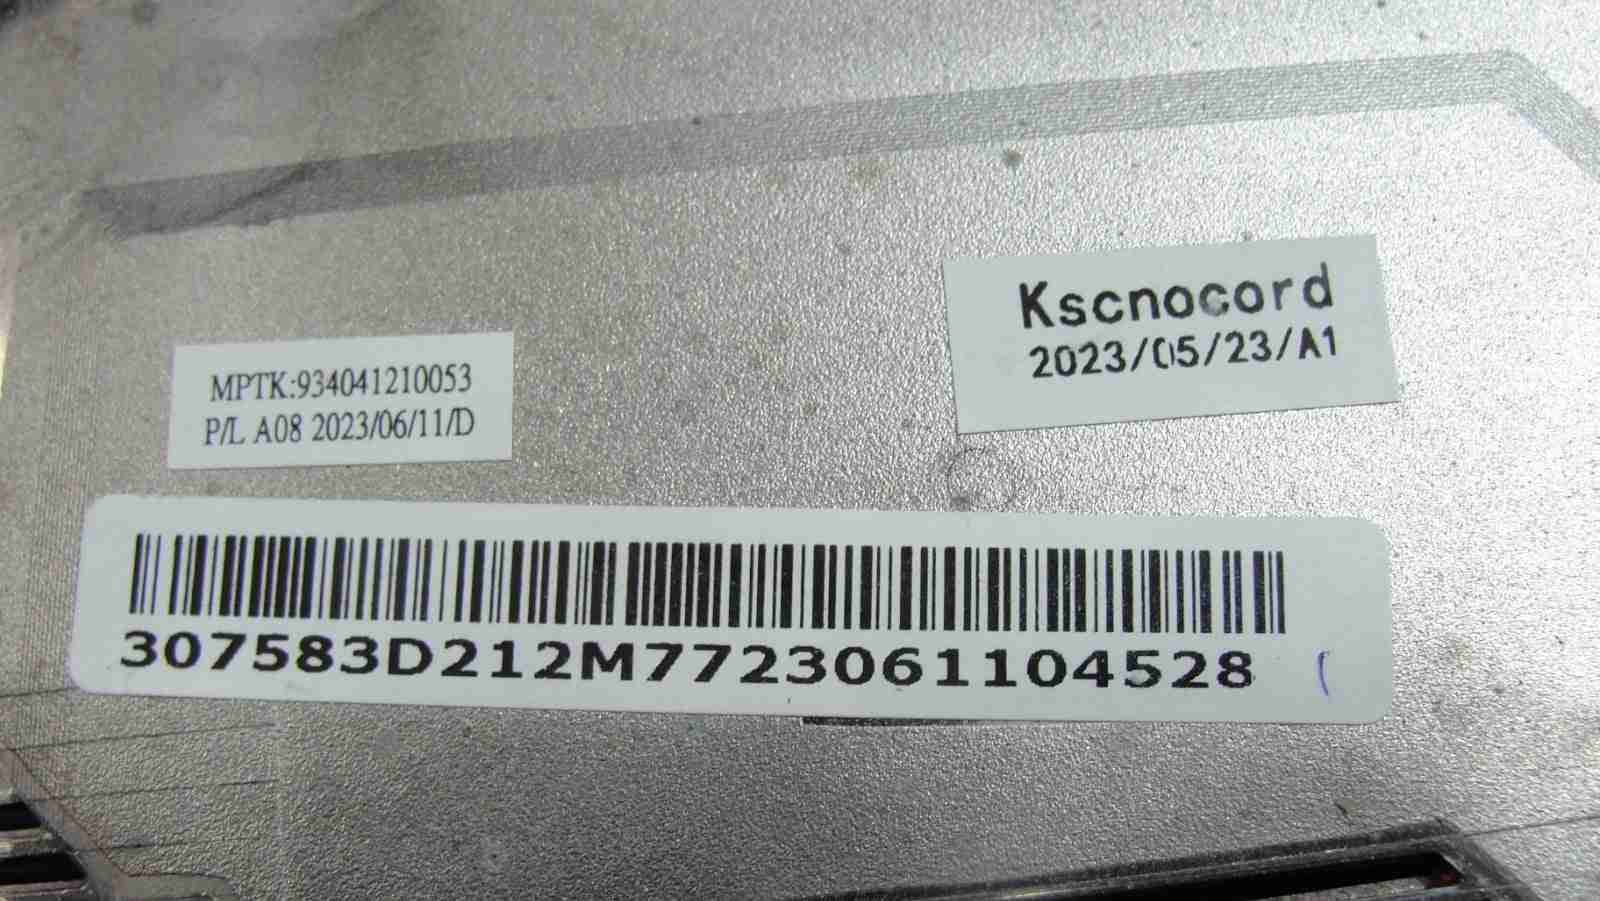 Kscnocord
2023/05/23/A1
MPTK:934041210053
P/L A08 2023/06/11/D
307583D212M7723061104528